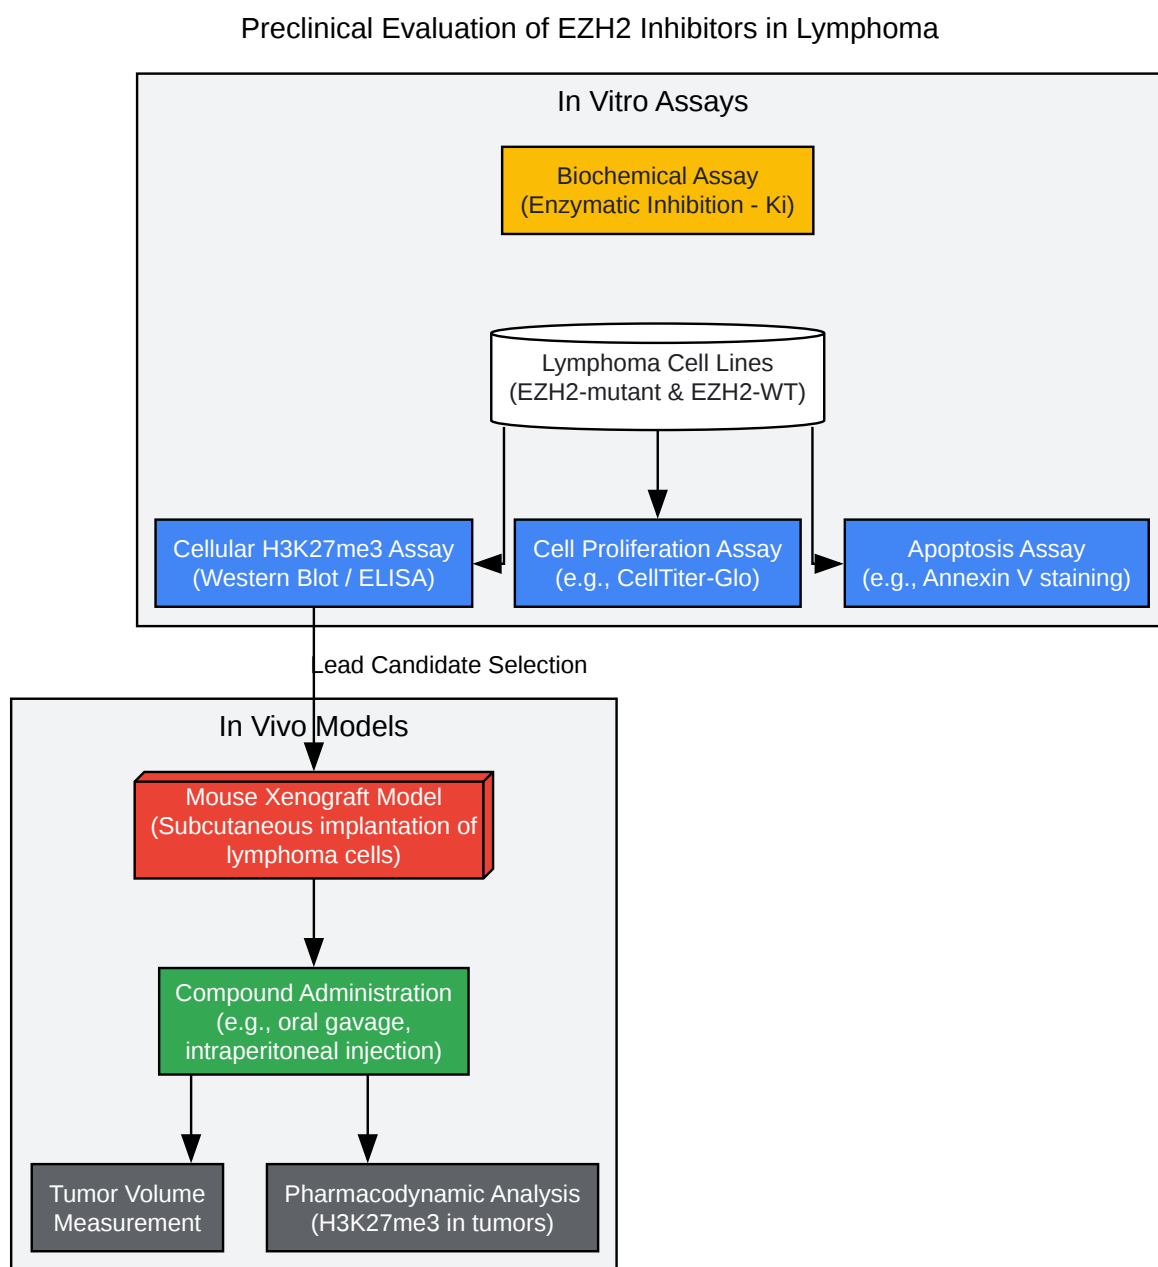 Preclinical Evaluation of EZH2 Inhibitors in Lymphoma
In Vitro Assays
Biochemical Assay
(Enzymatic Inhibition - Ki)
Lymphoma Cell Lines
(EZH2-mutant & EZH2-WT)
Cellular H3K27me3 Assay
(Western Blot / ELISA)
Cell Proliferation Assay
(e.g., CellTiter-Glo)
Apoptosis Assay
(e.g., Annexin V staining)
Lead Candidate Selection
In Vivo Models
Mouse Xenograft Model
(Subcutaneous implantation of
lymphoma cells)
Compound Administration
(e.g., oral gavage,
intraperitoneal injection)
Tumor Volume
Measurement
Pharmacodynamic Analysis
(H3K27me3 in tumors)